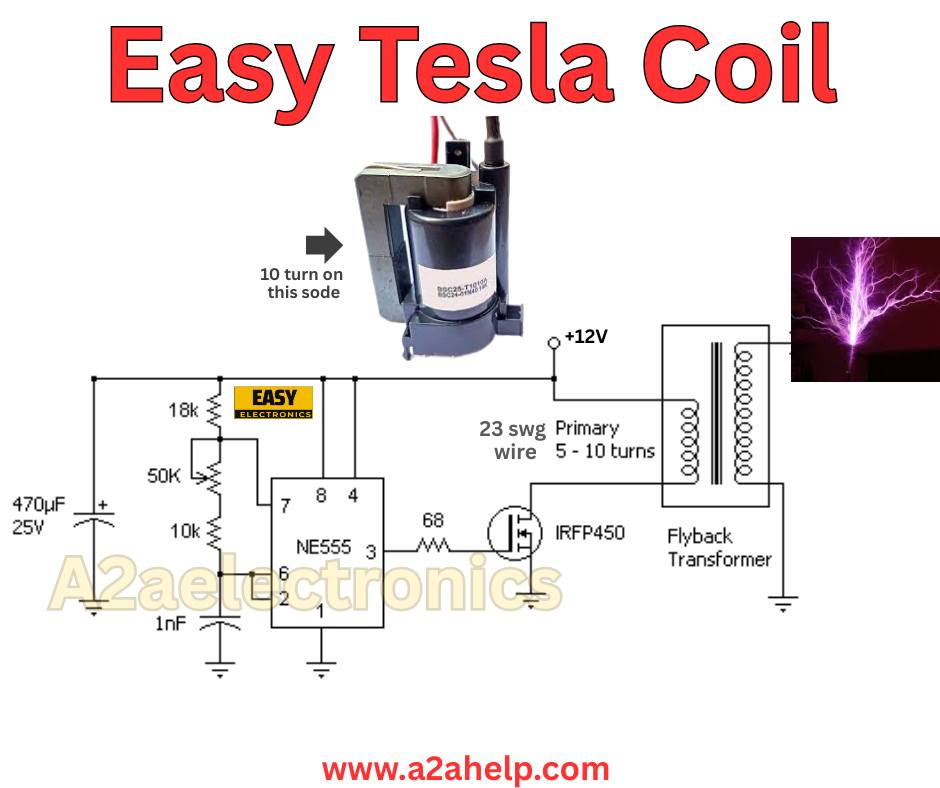 Easy Tesla Coil
10 turn on
this sode
BSC25-T1010A
+12V
EASY
ELECTRONICS
18k
23 swg
wire
Primary
5 - 10 turns
50K
8 4
7
470µF
25V
+
68
10k
NE555
3
IRFP450
Flyback
Transformer
A2aelectronics
6
2
1
1nF
www.a2ahelp.com